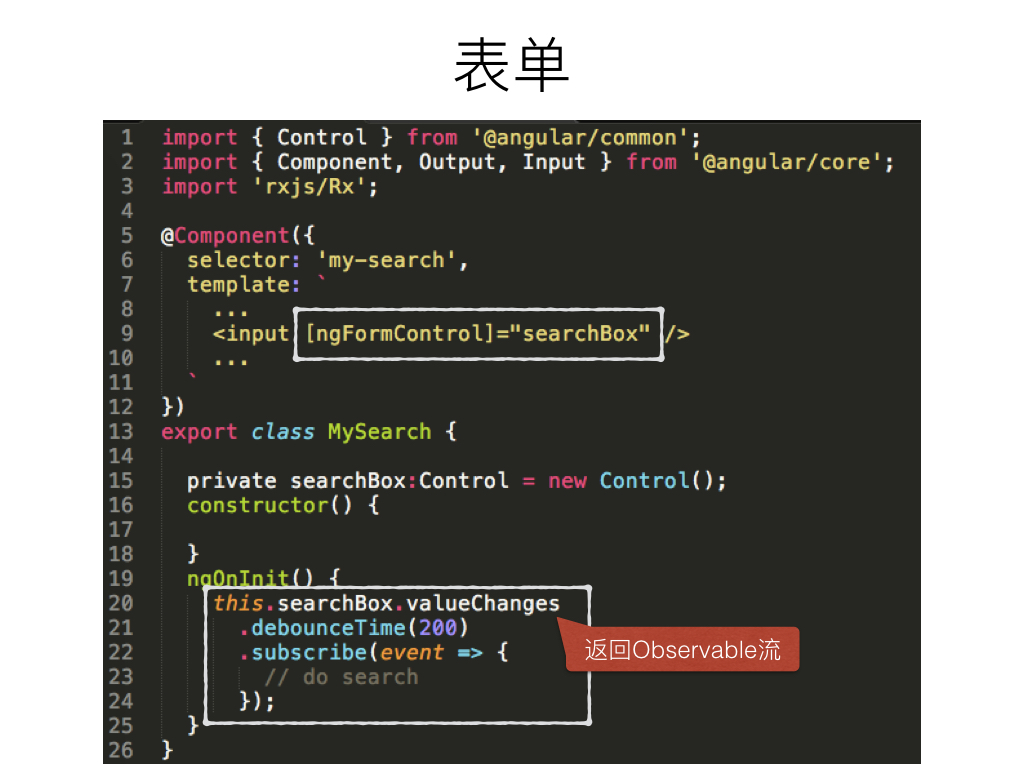 表单
1 import { Control } from '@angular/common';
2 import { Component, Output, Input } from '@angular/core';
3 import 'rxjs/Rx';
4
5 @Component({
6   selector: 'my-search',
7   template: `
8     ...
9     <input [ngFormControl]="searchBox" />
10     ...
11   `
12 })
13 export class MySearch {
14
15   private searchBox:Control = new Control();
16   constructor() {
17
18   }
19   ngOnInit() {
20     this.searchBox.valueChanges
21       .debounceTime(200)
22       .subscribe(event => {
23         // do search
24       });
25   }
26 }
返回Observable流